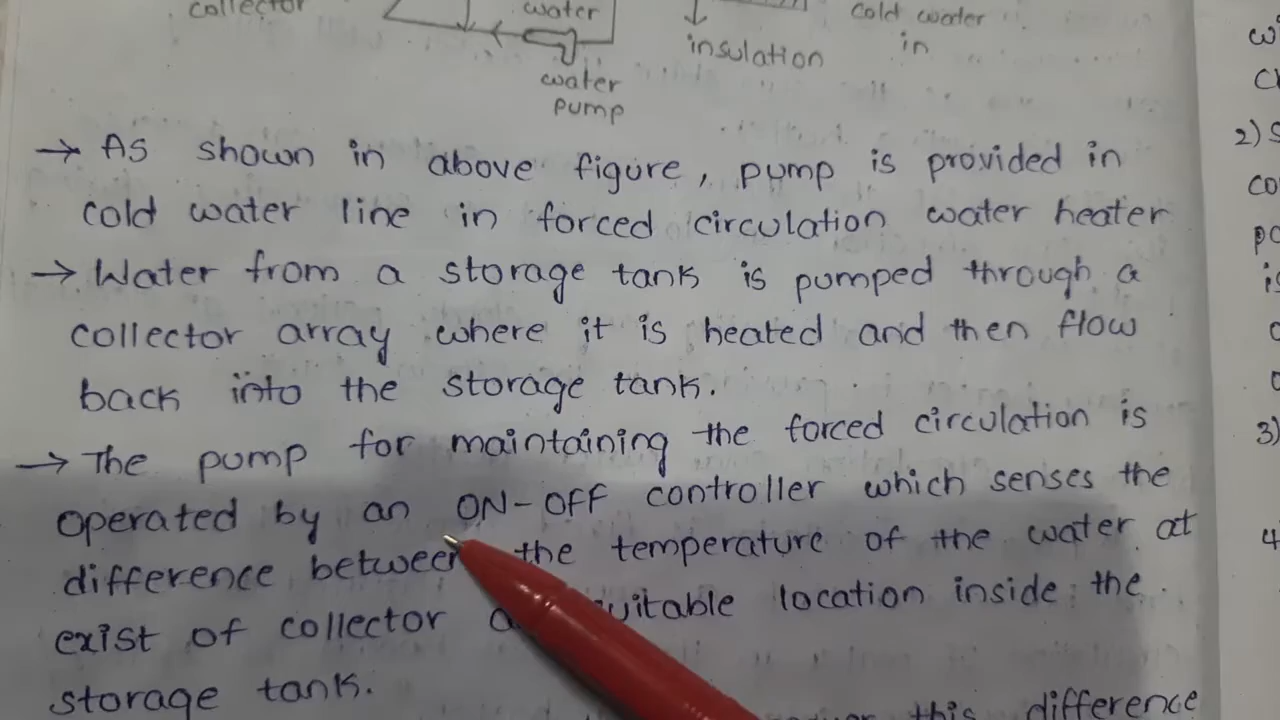 collector
water
cold water
in
insulation
water
pump
→ As shown in above figure, pump is provided in
cold water line in forced circulation water heater
→ Water from a storage tank is pumped through a
collector array where it is heated and then flow
back into the storage tank.
→ The pump for maintaining the forced circulation is
operated by an ON-OFF controller which senses the
difference between the temperature of the water at
exist of collector location inside the
storage tank.
this difference
2)
3)
4